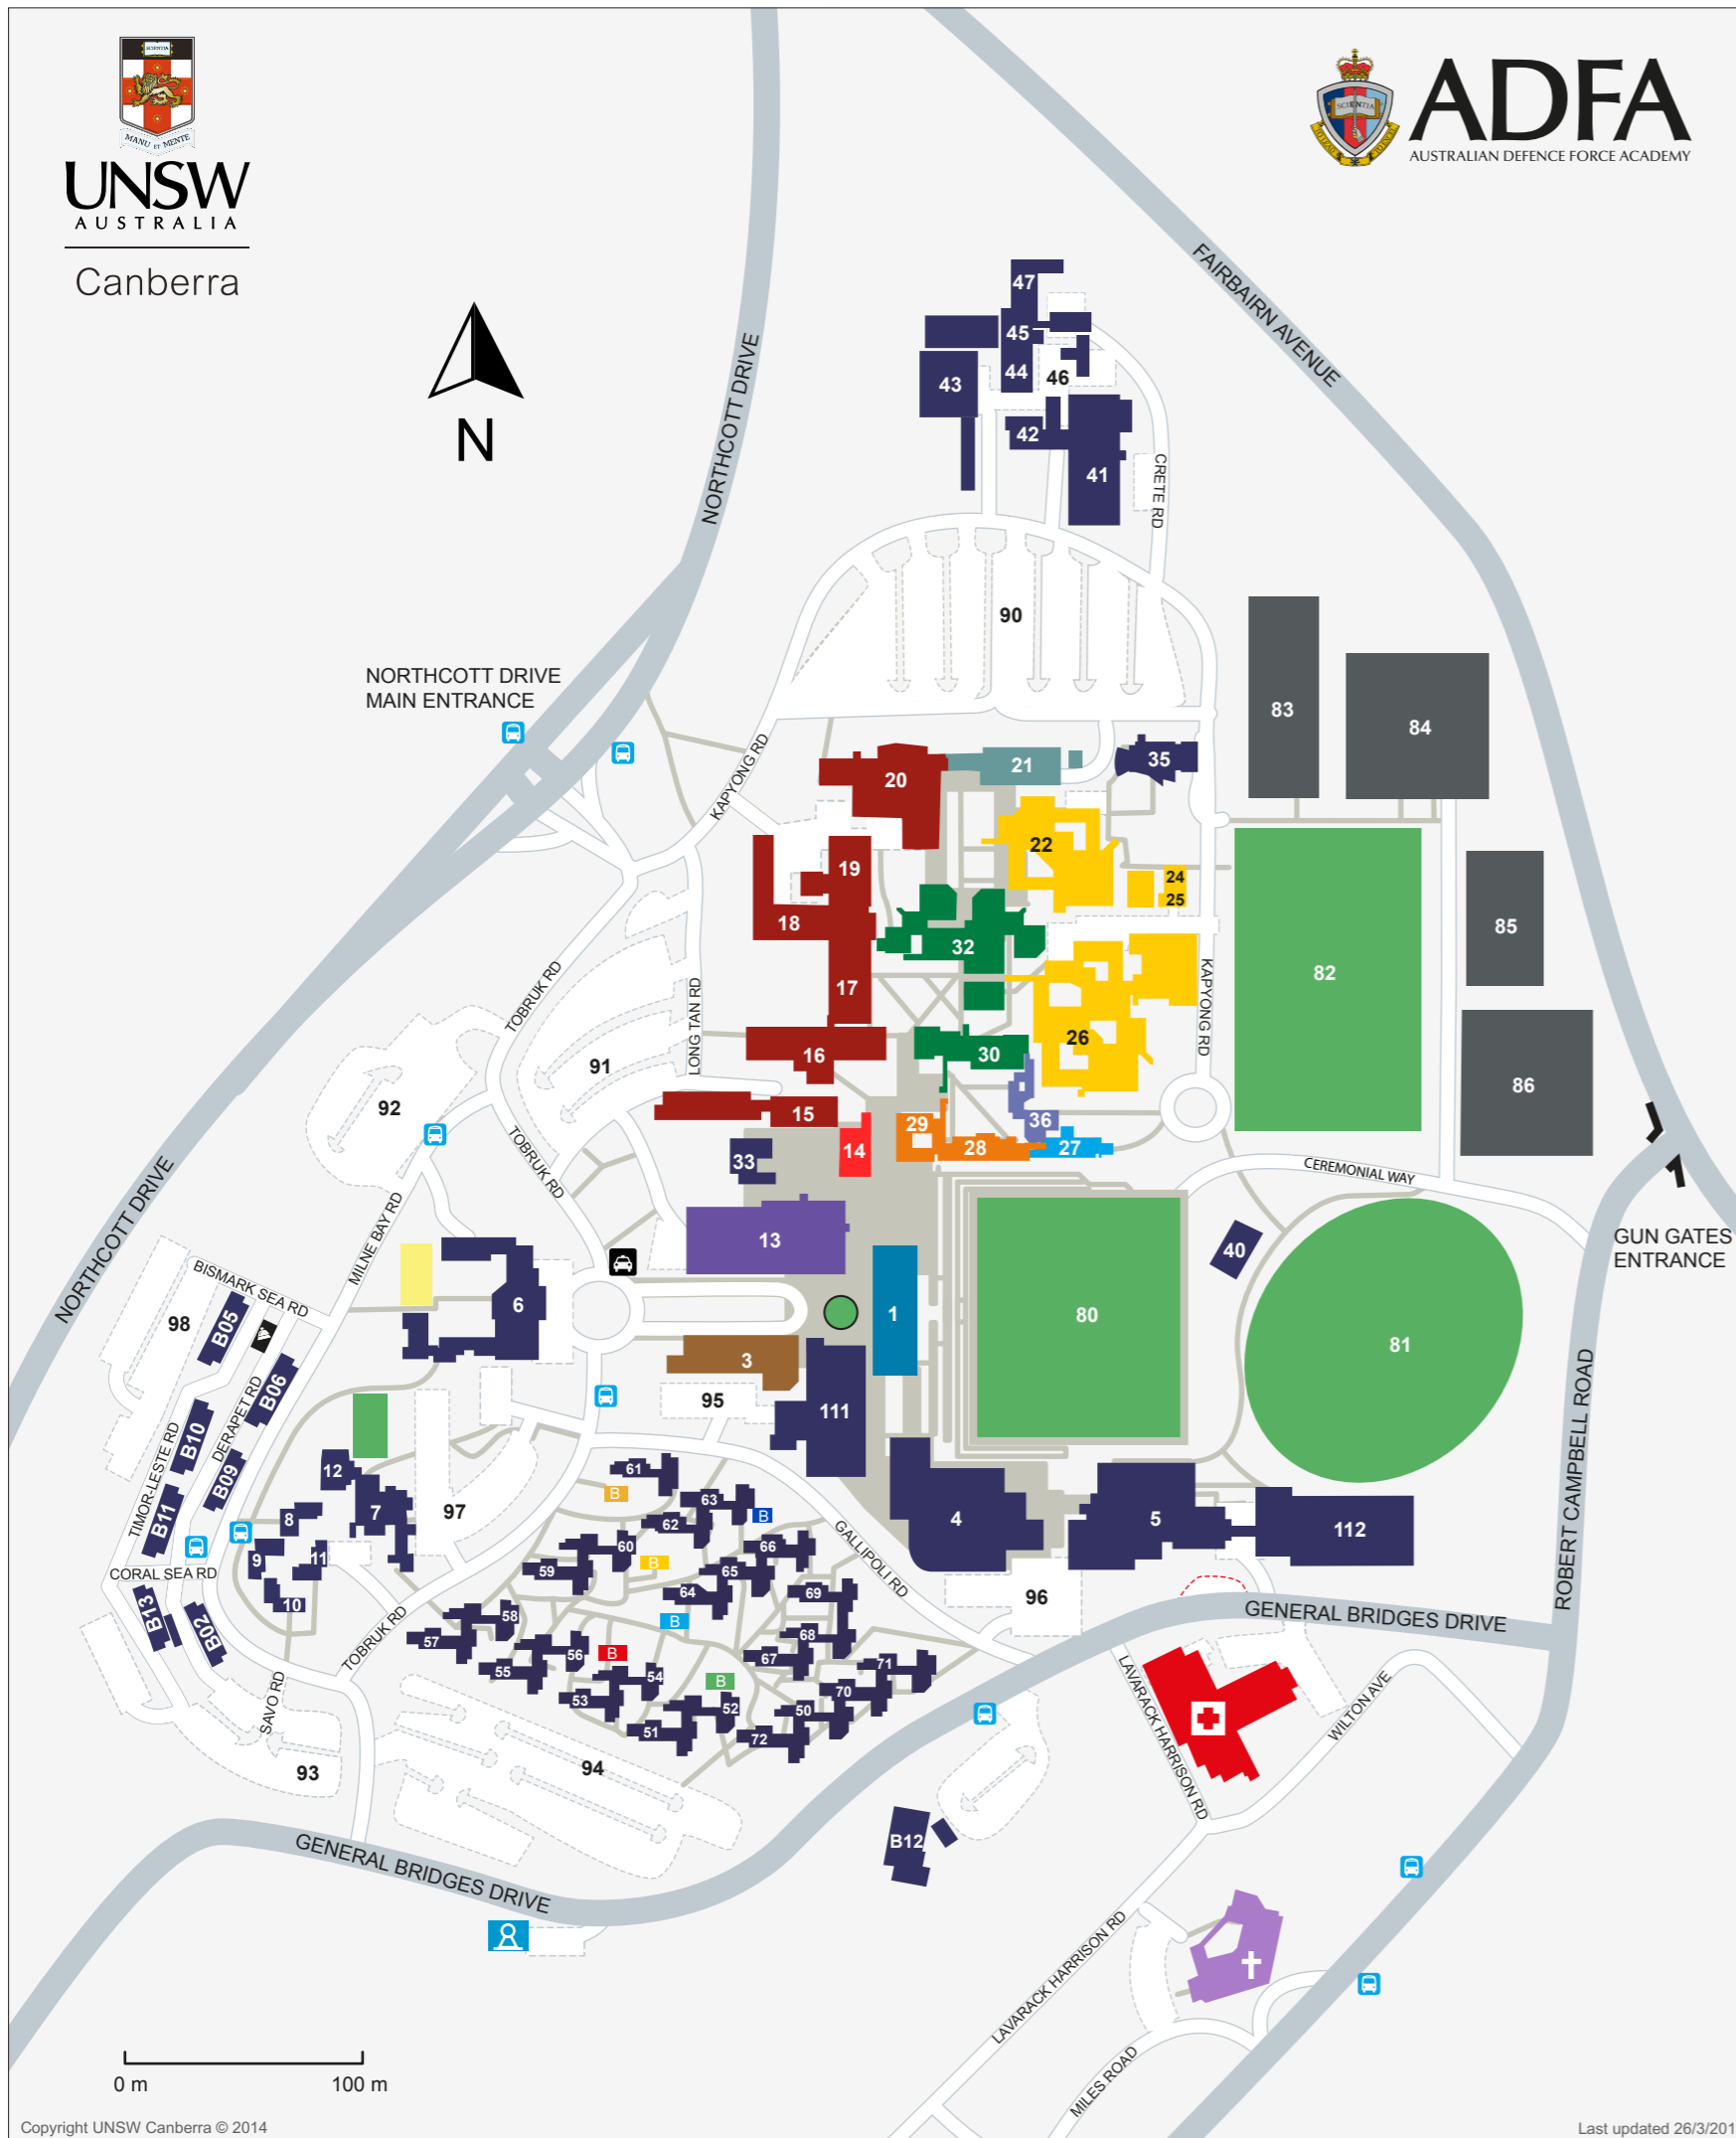 SCIENTIA
MANU ET MENTE
UNSW
AUSTRALIA
Canberra
SCIENTIA
ADFA
AUSTRALIAN DEFENCE FORCE ACADEMY
N
NORTHCOTT DRIVE
FAIRBAIRN AVENUE
47
45
44
46
43
42
41
CRETE RD
90
NORTHCOTT DRIVE
MAIN ENTRANCE
83
84
KAPYONG RD
20
21
35
22
19
24
25
18
32
85
17
82
TOBRUK RD
LONG TAN RD
KAPYONG RD
16
30
26
91
86
92
15
29
36
14
28
27
33
TOBRUK RD
CEREMONIAL WAY
NORTHCOTT DRIVE
MILNE BAY RD
13
40
GUN GATES
ENTRANCE
BISMARK SEA RD
6
1
80
81
98
B05
3
B06
95
111
ROBERT CAMPBELL ROAD
DERAPET RD
TIMOR-LESTE RD
B10
B09
B11
12
7
8
97
61
B
63
B
62
4
5
112
9
11
60
66
59
B
65
GALLIPOLI RD
CORAL SEA RD
10
64
69
96
B13
B02
58
B
68
GENERAL BRIDGES DRIVE
57
56
B
67
71
55
54
B
70
TOBRUK RD
53
52
50
51
72
SAVO RD
93
94
LAVARACK HARRISON RD
WILTON AVE
B12
GENERAL BRIDGES DRIVE
LAVARACK HARRISON RD
MILES ROAD
0 m
100 m
Copyright UNSW Canberra © 2014
Last updated 26/3/201